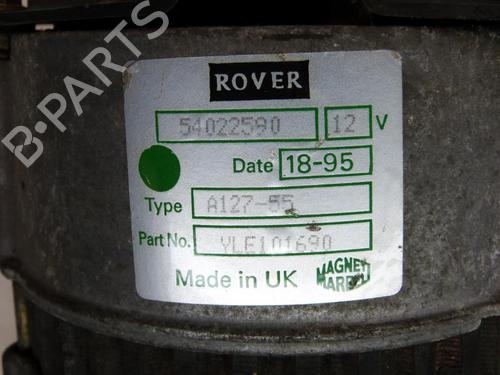 B-PARTS
ROVER
54022590 12 V
Date 18-95
Type A127-55
Part No. YLE101690
Made in UK MAGNETI
MARELLI